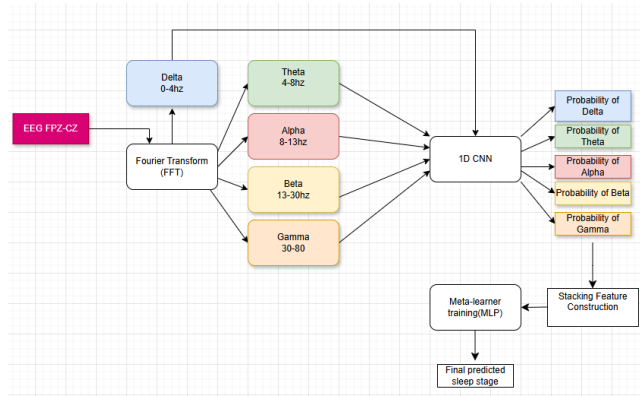 Delta
0-4hz
Theta
4-8hz
Probability of
Delta
EEG FPZ-CZ
Probability of
Theta
Alpha
8-13hz
Fourier Transform
(FFT)
1D CNN
Probability of
Alpha
Beta
13-30hz
Probability of Beta
Probability of
Gamma
Gamma
30-80
Meta-learner
training(MLP)
Stacking Feature
Construction
Final predicted
sleep stage